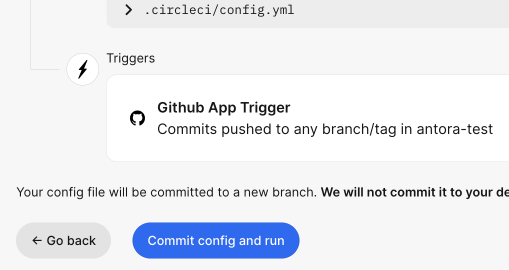 .circleci/config.yml
Triggers
Github App Trigger
Commits pushed to any branch/tag in antora-test
Your config file will be committed to a new branch. We will not commit it to your de
← Go back
Commit config and run